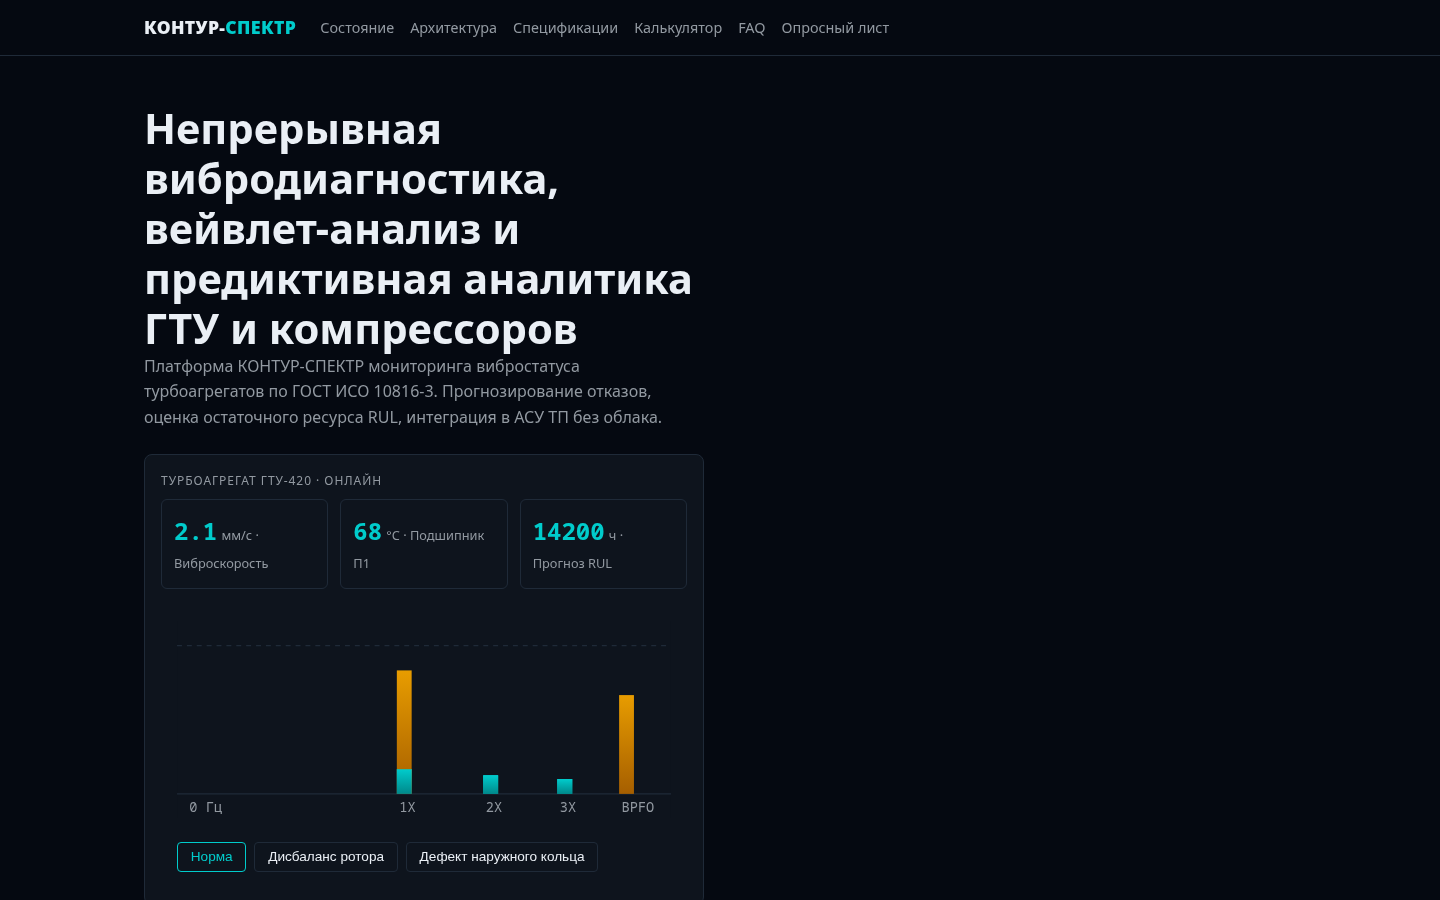 КОНТУР-СПЕКТР Состояние Архитектура Спецификации Калькулятор FAQ Опросный лист
Непрерывная
вибродиагностика,
вейвлет-анализ и
предиктивная аналитика
ГТУ и компрессоров
Платформа КОНТУР-СПЕКТР мониторинга вибростатуса
турбоагрегатов по ГОСТ ИСО 10816-3. Прогнозирование отказов,
оценка остаточного ресурса RUL, интеграция в АСУ ТП без облака.
ТУРБОАГРЕГАТ ГТУ-420 · ОНЛАЙН
2.1 мм/с ·
Виброскорость
68 °C · Подшипник
П1
14200 ч ·
Прогноз RUL
0 Гц 1X 2X 3X BPFO
Норма Дисбаланс ротора Дефект наружного кольца